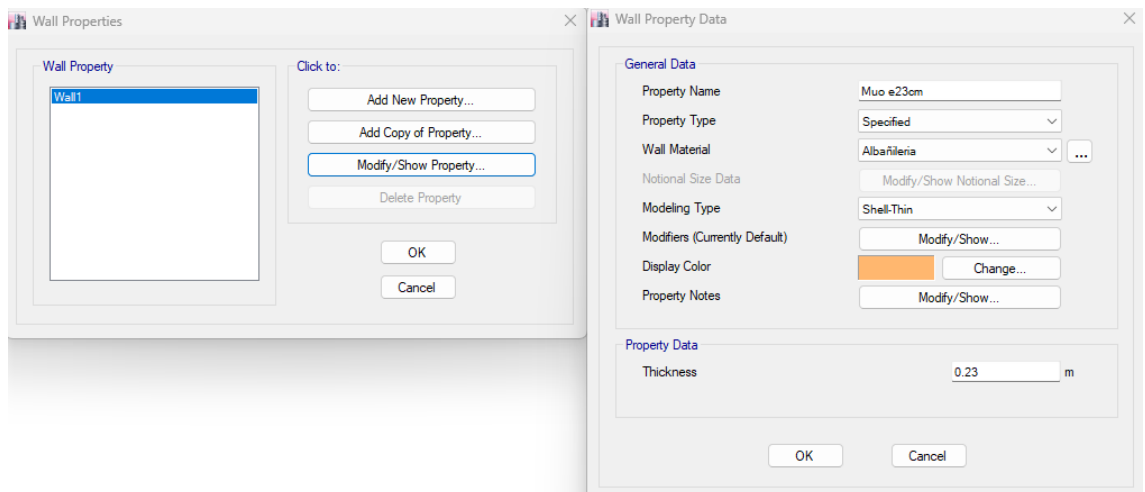 Wall Properties
Wall Property
Wall1
Click to:
Add New Property...
Add Copy of Property...
Modify/Show Property...
Delete Property
OK
Cancel
Wall Property Data
General Data
Property Name Muo e23cm
Property Type Specified
Wall Material Albañileria ...
Notional Size Data Modify/Show Notional Size...
Modeling Type Shell-Thin
Modifiers (Currently Default) Modify/Show...
Display Color Change...
Property Notes Modify/Show...
Property Data
Thickness 0.23 m
OK Cancel